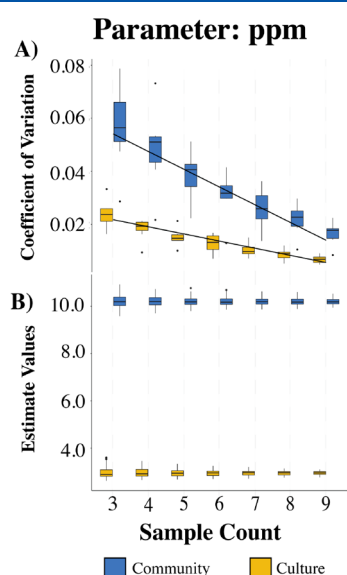 Parameter: ppm
A)
Coefficient of Variation
0.08
0.06
0.04
0.02
B)
Estimate Values
10.0
8.0
6.0
4.0
3 4 5 6 7 8 9
Sample Count
Community Culture